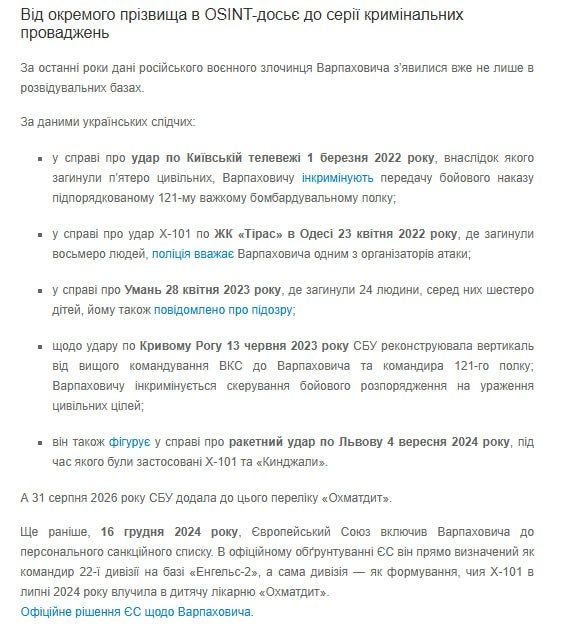 Від окремого прізвища в OSINT-досьє до серії кримінальних
проваджень
За останні роки дані російського воєнного злочинця Варпаховича з’явилися вже не лише в
розвідувальних базах.
За даними українських слідчих:
▪ у справі про удар по Київській телевежі 1 березня 2022 року, внаслідок якого
загинули п’ятеро цивільних, Варпаховичу інкримінують передачу бойового наказу
підпорядкованому 121-му важкому бомбардувальному полку;
▪ у справі про удар Х-101 по ЖК «Тірас» в Одесі 23 квітня 2022 року, де загинули
восьмеро людей, поліція вважає Варпаховича одним з організаторів атаки;
▪ у справі про Умань 28 квітня 2023 року, де загинули 24 людини, серед них шестеро
дітей, йому також повідомлено про підозру;
▪ щодо удару по Кривому Рогу 13 червня 2023 року СБУ реконструювала вертикаль
від вищого командування ВКС до Варпаховича та командира 121-го полку;
Варпаховичу інкримінується скерування бойового розпорядження на ураження
цивільних цілей;
▪ він також фігурує у справі про ракетний удар по Львову 4 вересня 2024 року, під
час якого були застосовані Х-101 та «Кинджали».
А 31 серпня 2026 року СБУ додала до цього переліку «Охматдит».
Ще раніше, 16 грудня 2024 року, Європейський Союз включив Варпаховича до
персонального санкційного списку. В офіційному обґрунтуванні ЄС він прямо визначений як
командир 22-ї дивізії на базі «Енгельс-2», а сама дивізія — як формування, чия Х-101 в
липні 2024 року влучила в дитячу лікарню «Охматдит».
Офіційне рішення ЄС щодо Варпаховича.